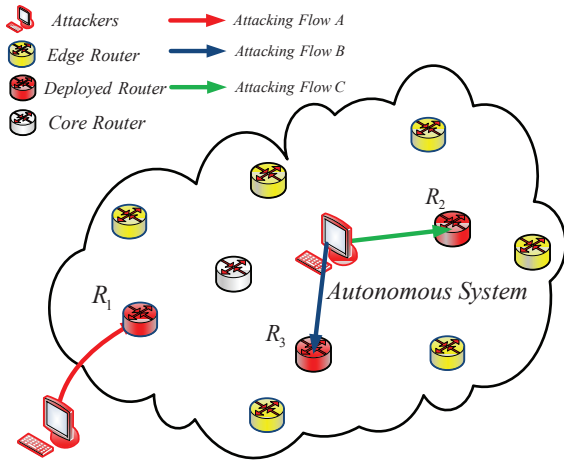 Attackers
Attacking Flow A
Edge Router
Attacking Flow B
Deployed Router
Attacking Flow C
Core Router
R2
Autonomous System
R1
R3